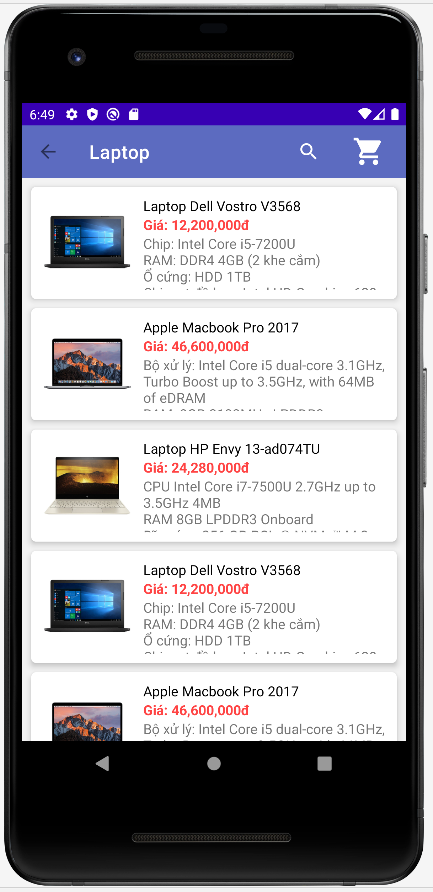 6:49
Laptop
Laptop Dell Vostro V3568
Giá: 12,200,000đ
Chip: Intel Core i5-7200U
RAM: DDR4 4GB (2 khe cắm)
Ổ cứng: HDD 1TB
Apple Macbook Pro 2017
Giá: 46,600,000đ
Bộ xử lý: Intel Core i5 dual-core 3.1GHz,
Turbo Boost up to 3.5GHz, with 64MB
of eDRAM
Laptop HP Envy 13-ad074TU
Giá: 24,280,000đ
CPU Intel Core i7-7500U 2.7GHz up to
3.5GHz 4MB
RAM 8GB LPDDR3 Onboard
Laptop Dell Vostro V3568
Giá: 12,200,000đ
Chip: Intel Core i5-7200U
RAM: DDR4 4GB (2 khe cắm)
Ổ cứng: HDD 1TB
Apple Macbook Pro 2017
Giá: 46,600,000đ
Bộ xử lý: Intel Core i5 dual-core 3.1GHz,